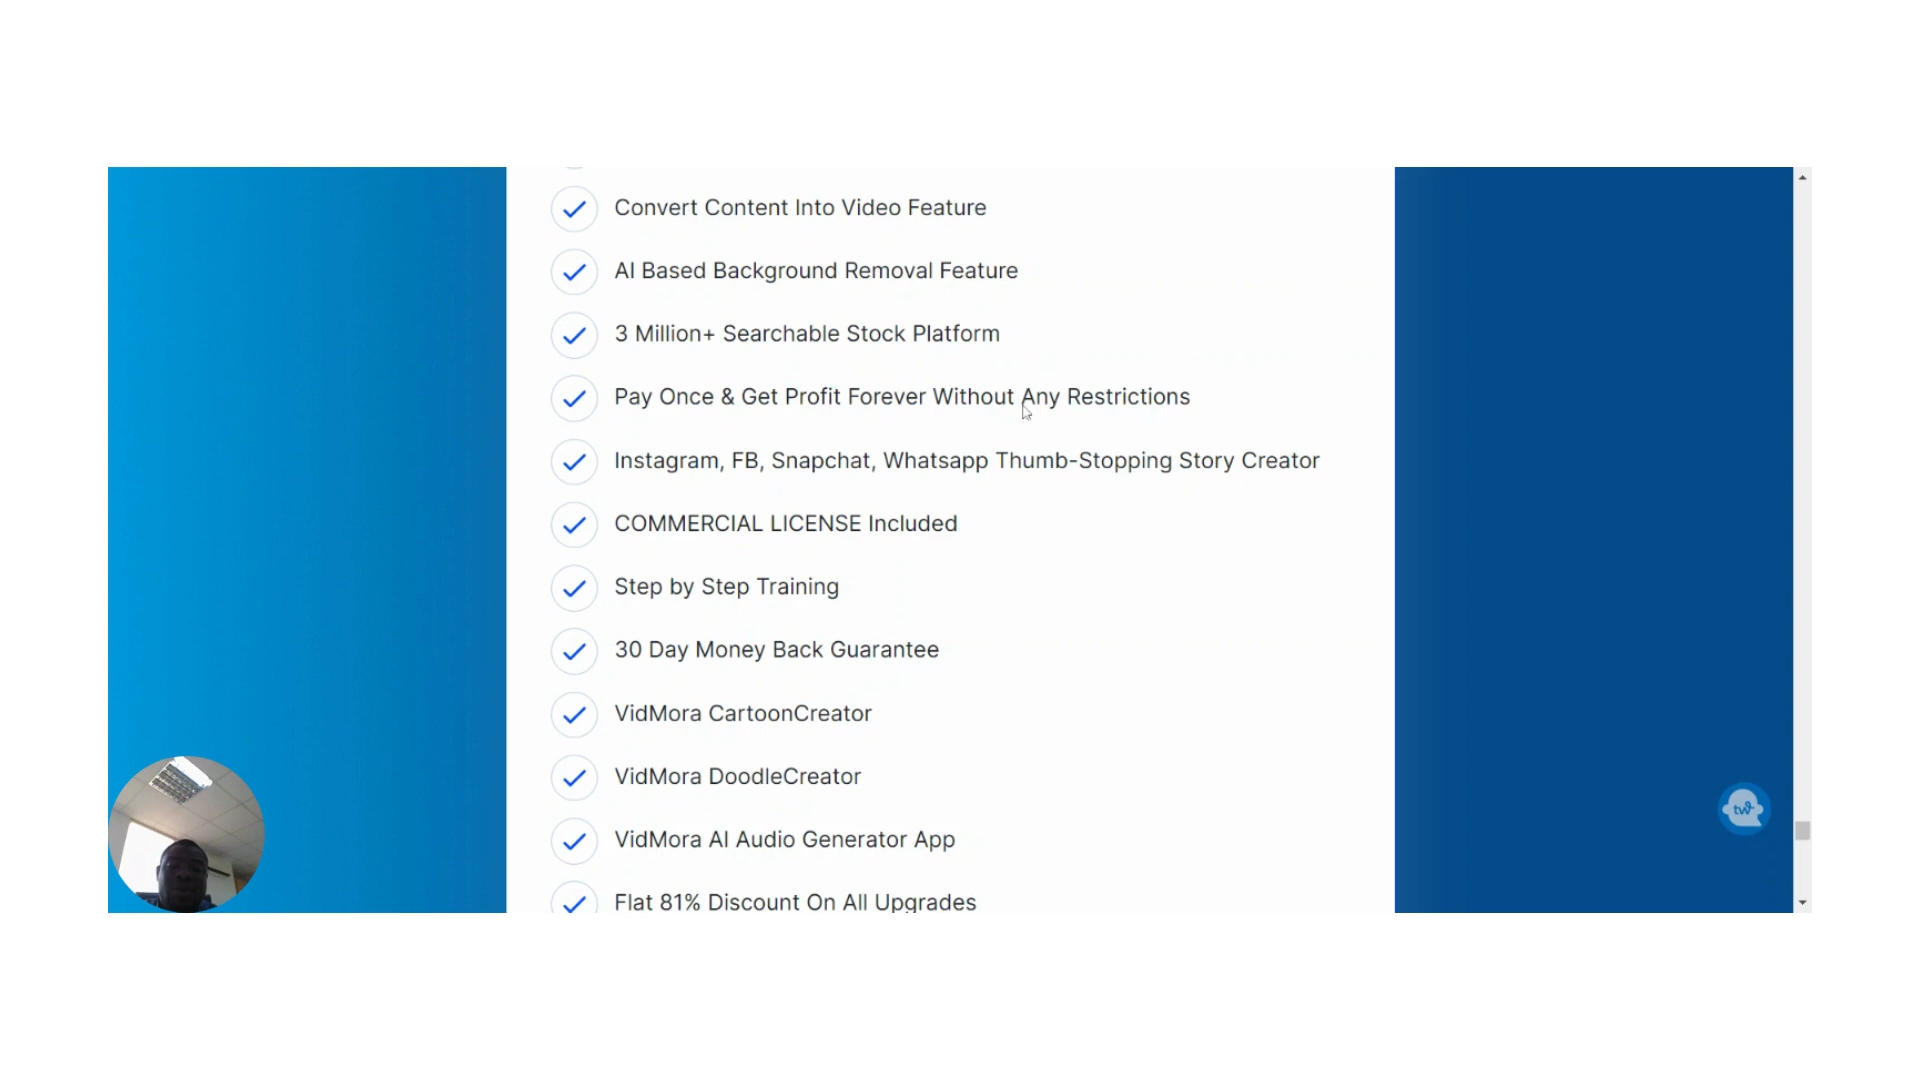 Convert Content Into Video Feature
AI Based Background Removal Feature
3 Million+ Searchable Stock Platform
Pay Once & Get Profit Forever Without Any Restrictions
Instagram, FB, Snapchat, Whatsapp Thumb-Stopping Story Creator
COMMERCIAL LICENSE Included
Step by Step Training
30 Day Money Back Guarantee
VidMora CartoonCreator
VidMora DoodleCreator
tw
VidMora AI Audio Generator App
Flat 81% Discount On All Upgrades